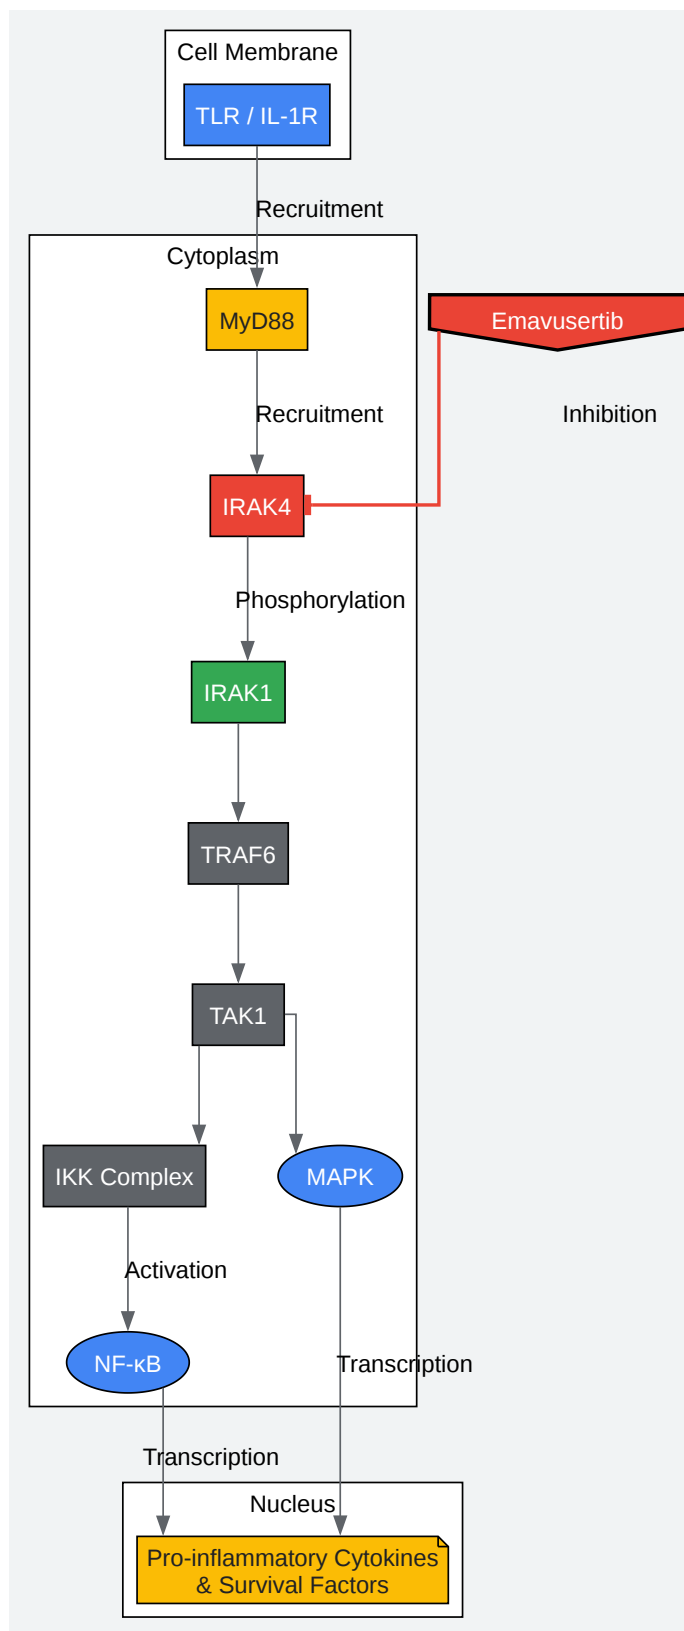 Cell Membrane
TLR / IL-1R
Recruitment
Cytoplasm
MyD88
Emavusertib
Recruitment
Inhibition
IRAK4
Phosphorylation
IRAK1
TRAF6
TAK1
IKK Complex
MAPK
Activation
NF-κB
Transcription
Transcription
Nucleus
Pro-inflammatory Cytokines
& Survival Factors